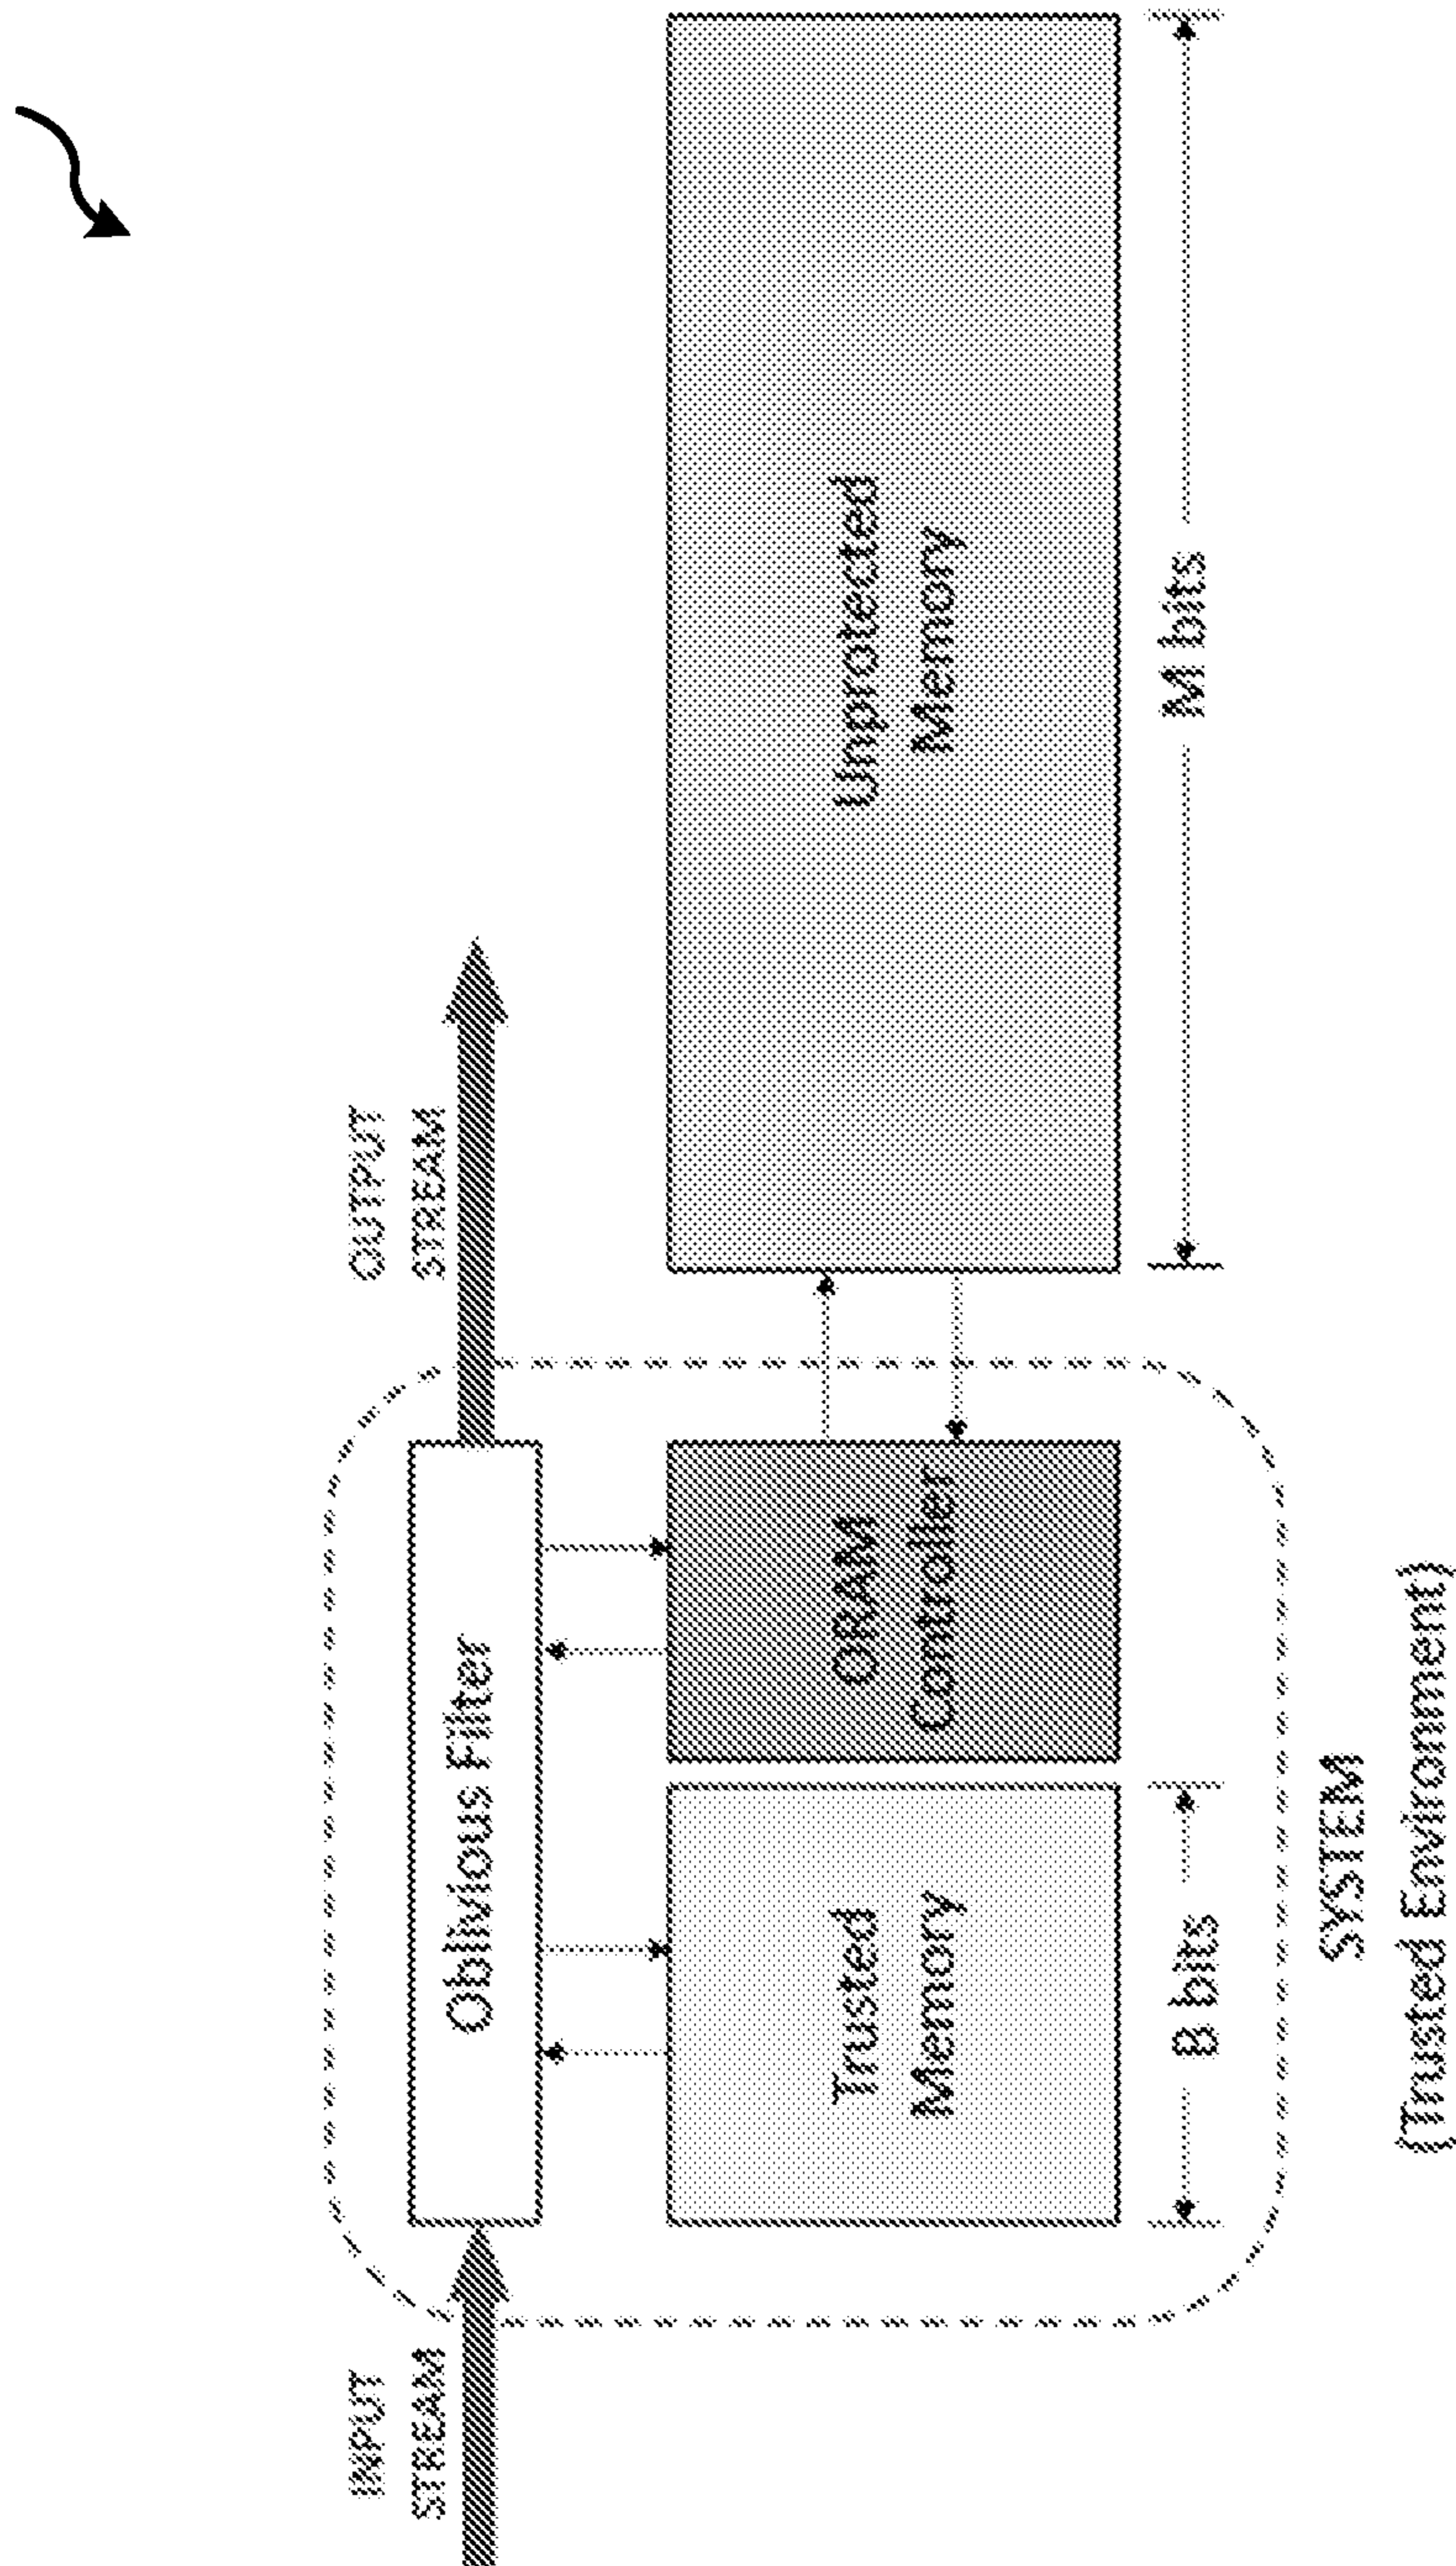 INPUT
STREAM
OUTPUT
STREAM
Oblivious Filter
Trusted
Memory
ORAM
Controller
Unprotected
Memory
B bits
M bits
SYSTEM
(Trusted Environment)